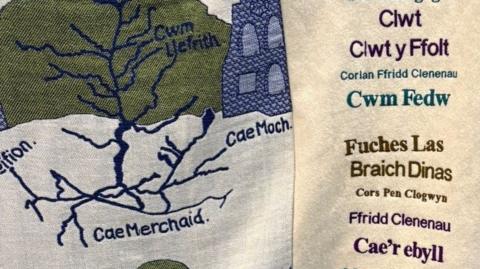 Cwm
Llefrith
Cae Moch.
Cae Merchaid.
Clwt
Clwt y Ffolt
Corlan Ffridd Clenenau
Cwm Fedw
Fuches Las
Braich Dinas
Cors Pen Clogwyn
Ffridd Clenenau
Cae'r ebyll